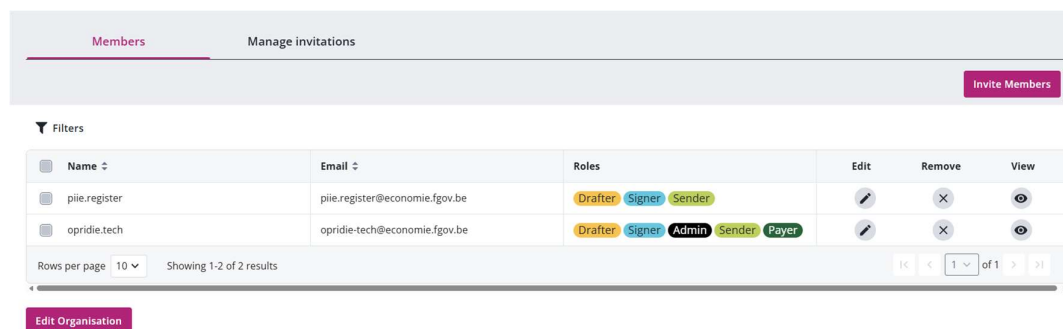 Members Manage invitations
Invite Members
Filters
Name Email Roles Edit Remove View
piie.register piie.register@economie.fgov.be Drafter Signer Sender
opridie.tech opridie-tech@economie.fgov.be Drafter Signer Admin Sender Payer
Rows per page 10 Showing 1-2 of 2 results 1 of 1
Edit Organisation